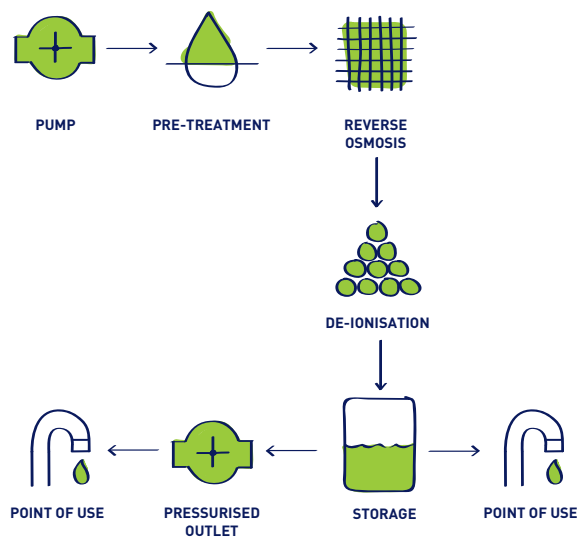 PUMP
PRE-TREATMENT
REVERSE
OSMOSIS
DE-IONISATION
POINT OF USE
PRESSURISED
OUTLET
STORAGE
POINT OF USE